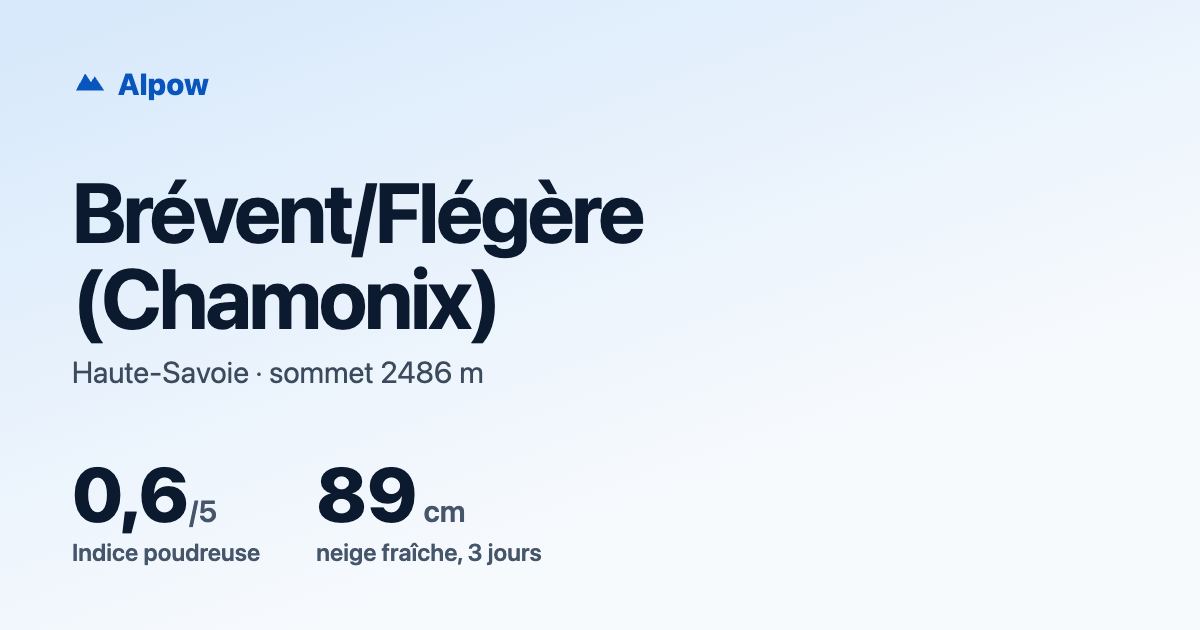 Alpow
Brévent/Flégère
(Chamonix)
Haute-Savoie · sommet 2486 m
0,6/5 89 cm
Indice poudreuse neige fraîche, 3 jours